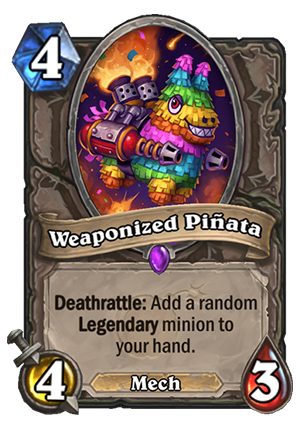 4
Weaponized Piñata
Deathrattle: Add a random
Legendary minion to
your hand.
4
Mech
3